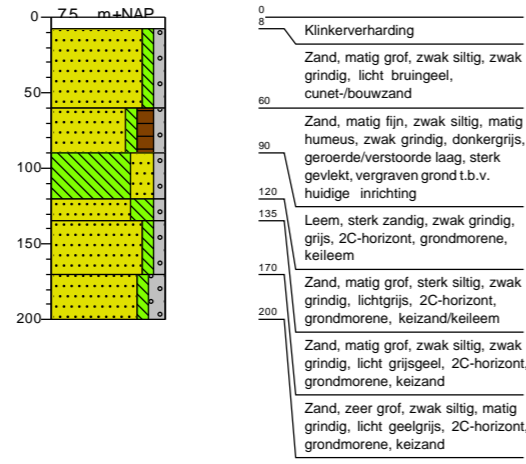 0 7.5 m+NAP
50
100
150
200
0
8
60
90
120
135
170
200
Klinkerverharding
Zand, matig grof, zwak siltig, zwak
grindig, licht bruingeel,
cunet-/bouwzand
Zand, matig fijn, zwak siltig, matig
humeus, zwak grindig, donkergrijs,
geroerde/verstoorde laag, sterk
gevlekt, vergraven grond t.b.v.
huidige inrichting
Leem, sterk zandig, zwak grindig,
grijs, 2C-horizont, grondmorene,
keileem
Zand, matig grof, sterk siltig, zwak
grindig, lichtgrijs, 2C-horizont,
grondmorene, keizand/keileem
Zand, matig grof, zwak siltig, zwak
grindig, licht grijsgeel, 2C-horizont,
grondmorene, keizand
Zand, zeer grof, zwak siltig, matig
grindig, licht geelgrijs, 2C-horizont,
grondmorene, keizand